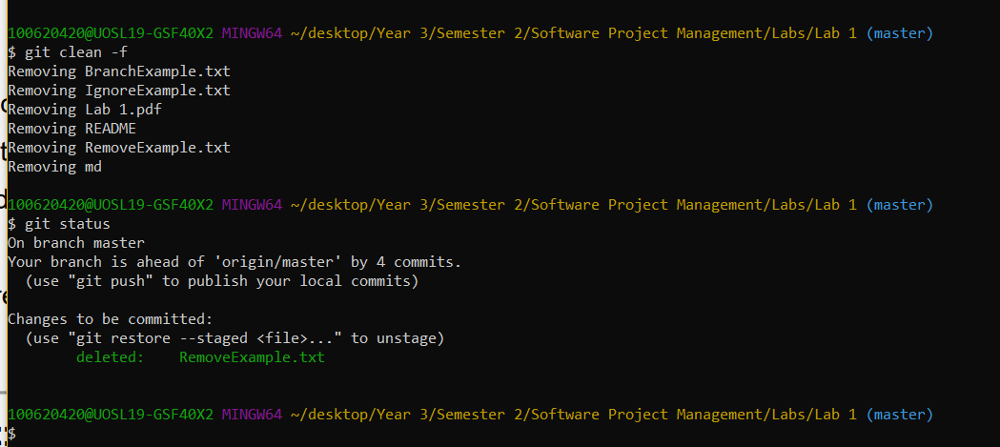 100620420@UOSL19-GSF40X2 MINGW64 ~/desktop/Year 3/Semester 2/Software Project Management/Labs/Lab 1 (master)
$ git clean -f
Removing BranchExample.txt
Removing IgnoreExample.txt
Removing Lab 1.pdf
Removing README
Removing RemoveExample.txt
Removing md
100620420@UOSL19-GSF40X2 MINGW64 ~/desktop/Year 3/Semester 2/Software Project Management/Labs/Lab 1 (master)
$ git status
On branch master
Your branch is ahead of 'origin/master' by 4 commits.
  (use "git push" to publish your local commits)
Changes to be committed:
  (use "git restore --staged <file>..." to unstage)
        deleted:    RemoveExample.txt
100620420@UOSL19-GSF40X2 MINGW64 ~/desktop/Year 3/Semester 2/Software Project Management/Labs/Lab 1 (master)
$